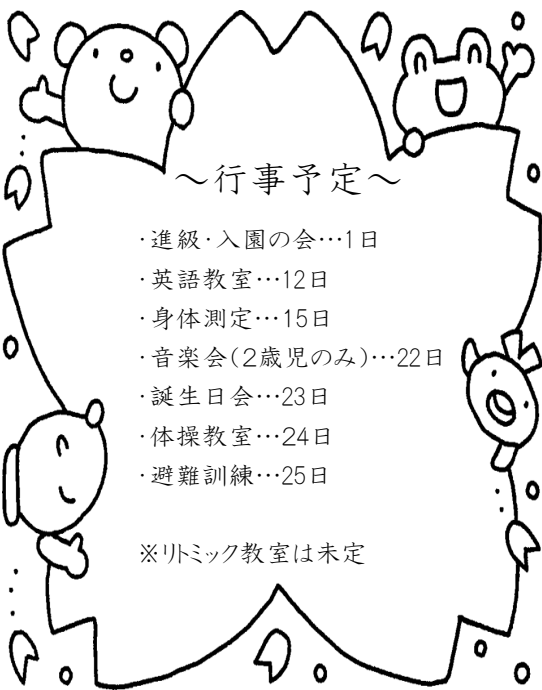 ～行事予定～
・進級・入園の会…1日
・英語教室…12日
・身体測定…15日
・音楽会(２歳児のみ)…22日
・誕生日会…23日
・体操教室…24日
・避難訓練…25日
※リトミック教室は未定